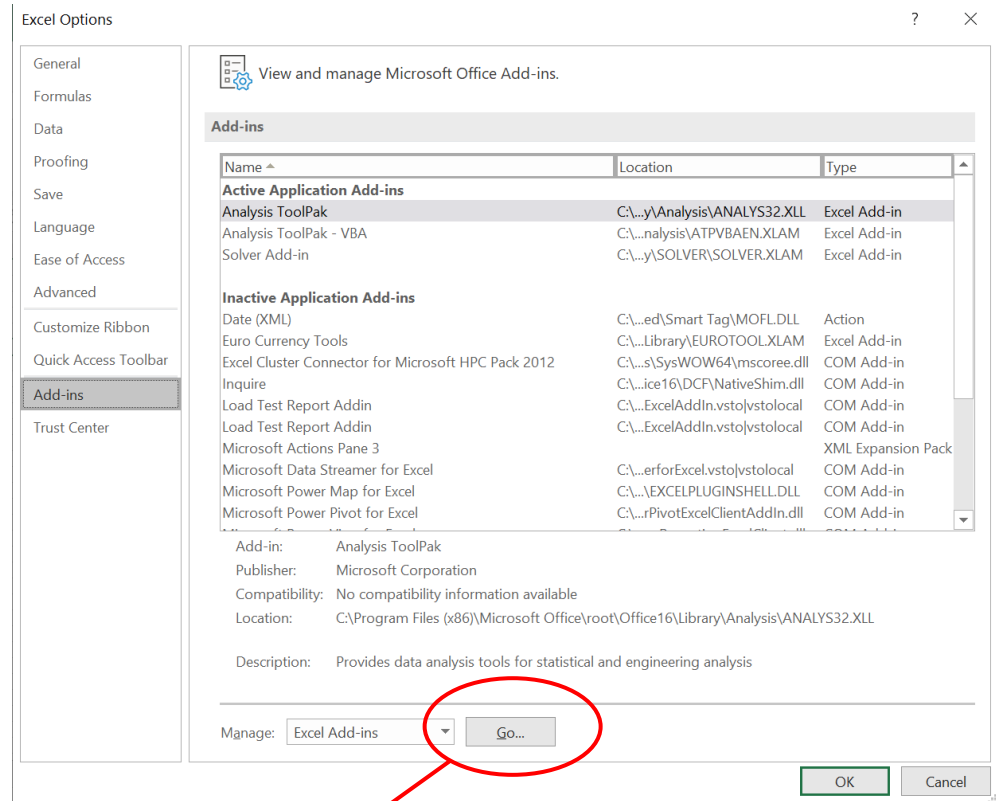 Excel Options ?
General
Formulas
Data
Proofing
Save
Language
Ease of Access
Advanced
Customize Ribbon
Quick Access Toolbar
Add-ins
Trust Center
View and manage Microsoft Office Add-ins.
Add-ins
Name Location Type
Active Application Add-ins
Analysis ToolPak C:\...y\Analysis\ANALYS32.XLL Excel Add-in
Analysis ToolPak - VBA C:\...nalysis\ATPVBAEN.XLAM Excel Add-in
Solver Add-in C:\...y\SOLVER\SOLVER.XLAM Excel Add-in
Inactive Application Add-ins
Date (XML) C:\...ed\Smart Tag\MOFL.DLL Action
Euro Currency Tools C:\...Library\EUROTOOL.XLAM Excel Add-in
Excel Cluster Connector for Microsoft HPC Pack 2012 C:\...s\SysWOW64\mscoree.dll COM Add-in
Inquire C:\...ice16\DCF\NativeShim.dll COM Add-in
Load Test Report Addin C:\...ExcelAddIn.vsto|vstolocal COM Add-in
Load Test Report Addin C:\...ExcelAddIn.vsto|vstolocal COM Add-in
Microsoft Actions Pane 3 XML Expansion Pack
Microsoft Data Streamer for Excel C:\...erforExcel.vsto|vstolocal COM Add-in
Microsoft Power Map for Excel C:\...\EXCELPLUGINSHELL.DLL COM Add-in
Microsoft Power Pivot for Excel C:\...rPivotExcelClientAddIn.dll COM Add-in
Add-in: Analysis ToolPak
Publisher: Microsoft Corporation
Compatibility: No compatibility information available
Location: C:\Program Files (x86)\Microsoft Office\root\Office16\Library\Analysis\ANALYS32.XLL
Description: Provides data analysis tools for statistical and engineering analysis
Manage: Excel Add-ins Go...
OK Cancel